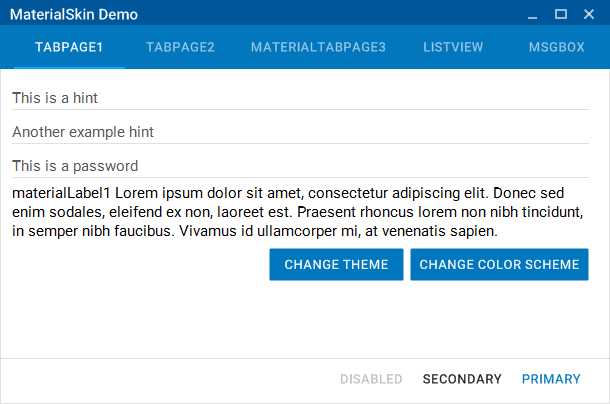 MaterialSkin Demo
TABPAGE1 TABPAGE2 MATERIALTABPAGE3 LISTVIEW MSGBOX
This is a hint
Another example hint
This is a password
materialLabel1 Lorem ipsum dolor sit amet, consectetur adipiscing elit. Donec sed
enim sodales, eleifend ex non, laoreet est. Praesent rhoncus lorem non nibh tincidunt,
in semper nibh faucibus. Vivamus id ullamcorper mi, at venenatis sapien.
CHANGE THEME CHANGE COLOR SCHEME
DISABLED SECONDARY PRIMARY